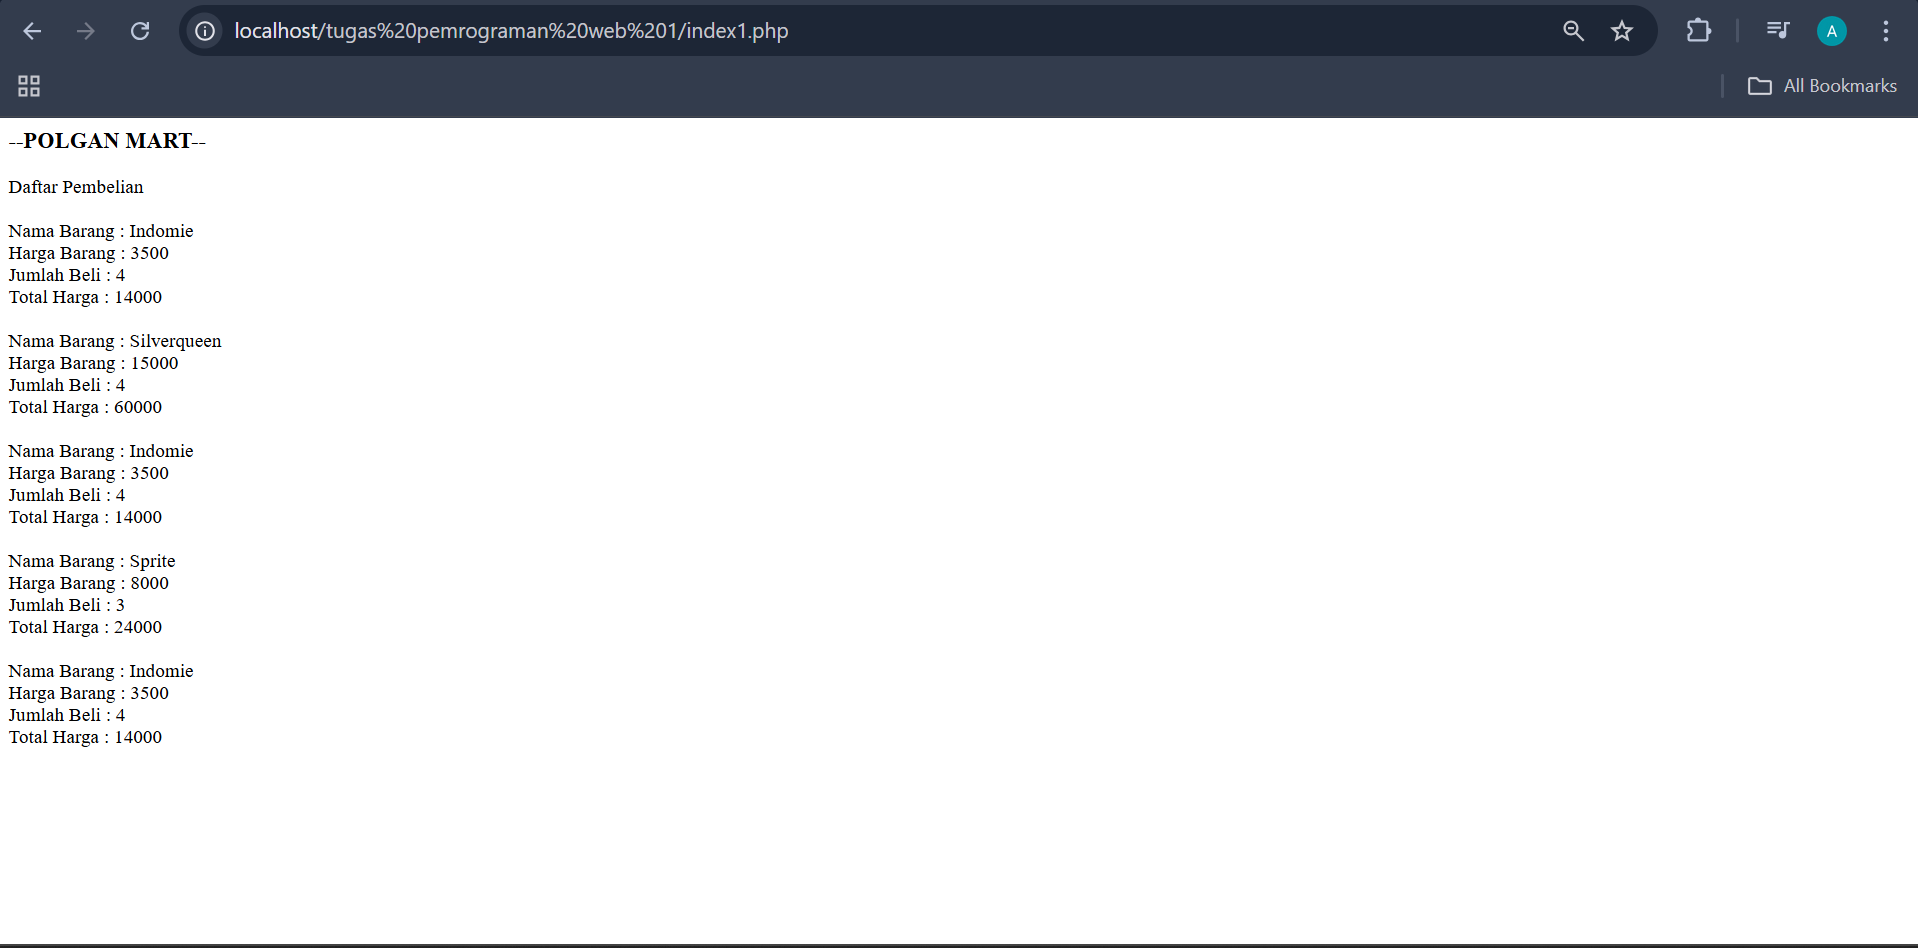 localhost/tugas%20pemrograman%20web%201/index1.php
A
All Bookmarks
--POLGAN MART--
Daftar Pembelian
Nama Barang : Indomie
Harga Barang : 3500
Jumlah Beli : 4
Total Harga : 14000
Nama Barang : Silverqueen
Harga Barang : 15000
Jumlah Beli : 4
Total Harga : 60000
Nama Barang : Indomie
Harga Barang : 3500
Jumlah Beli : 4
Total Harga : 14000
Nama Barang : Sprite
Harga Barang : 8000
Jumlah Beli : 3
Total Harga : 24000
Nama Barang : Indomie
Harga Barang : 3500
Jumlah Beli : 4
Total Harga : 14000